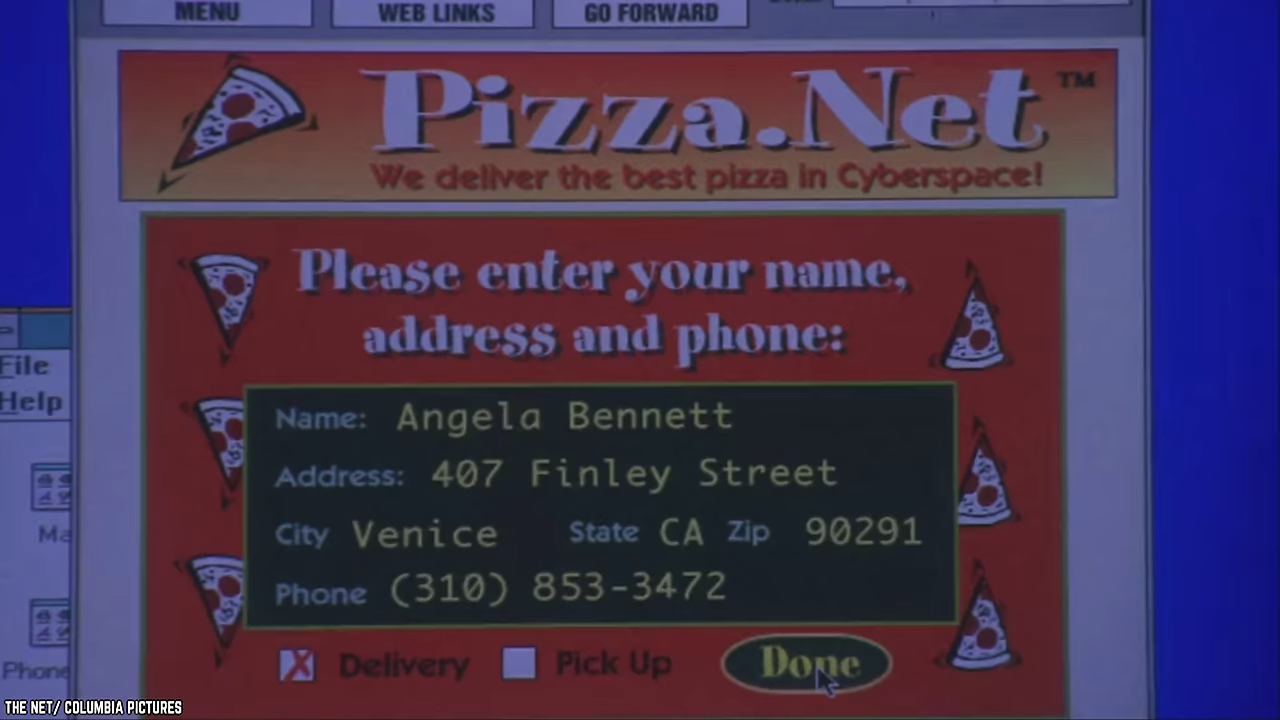 MENU WEB LINKS GO FORWARD
Pizza.Net™
We deliver the best pizza in Cyberspace!
Please enter your name,
address and phone:
File
Help
Name: Angela Bennett
Address: 407 Finley Street
City Venice State CA Zip 90291
Phone (310) 853-3472
Ma
Phone
Delivery Pick Up Done
THE NET/ COLUMBIA PICTURES